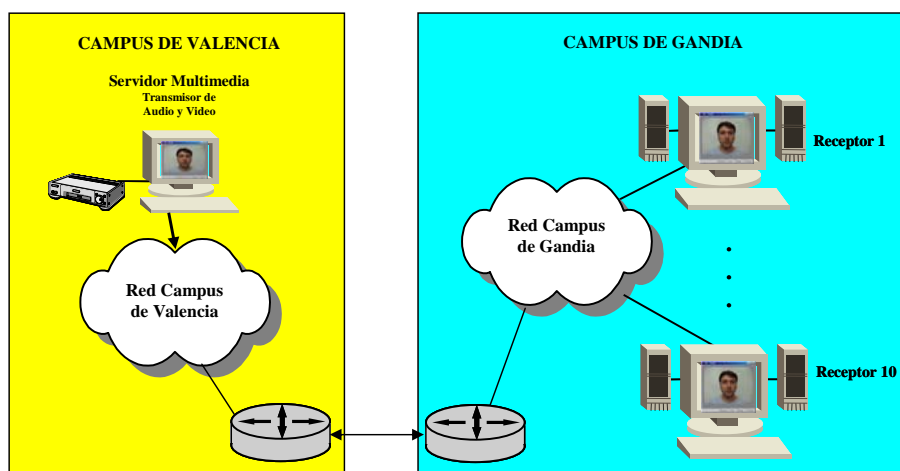 CAMPUS DE VALENCIA
Servidor Multimedia
Transmisor de
Audio y Video
Red Campus
de Valencia
CAMPUS DE GANDIA
Receptor 1
Red Campus
de Gandia
Receptor 10